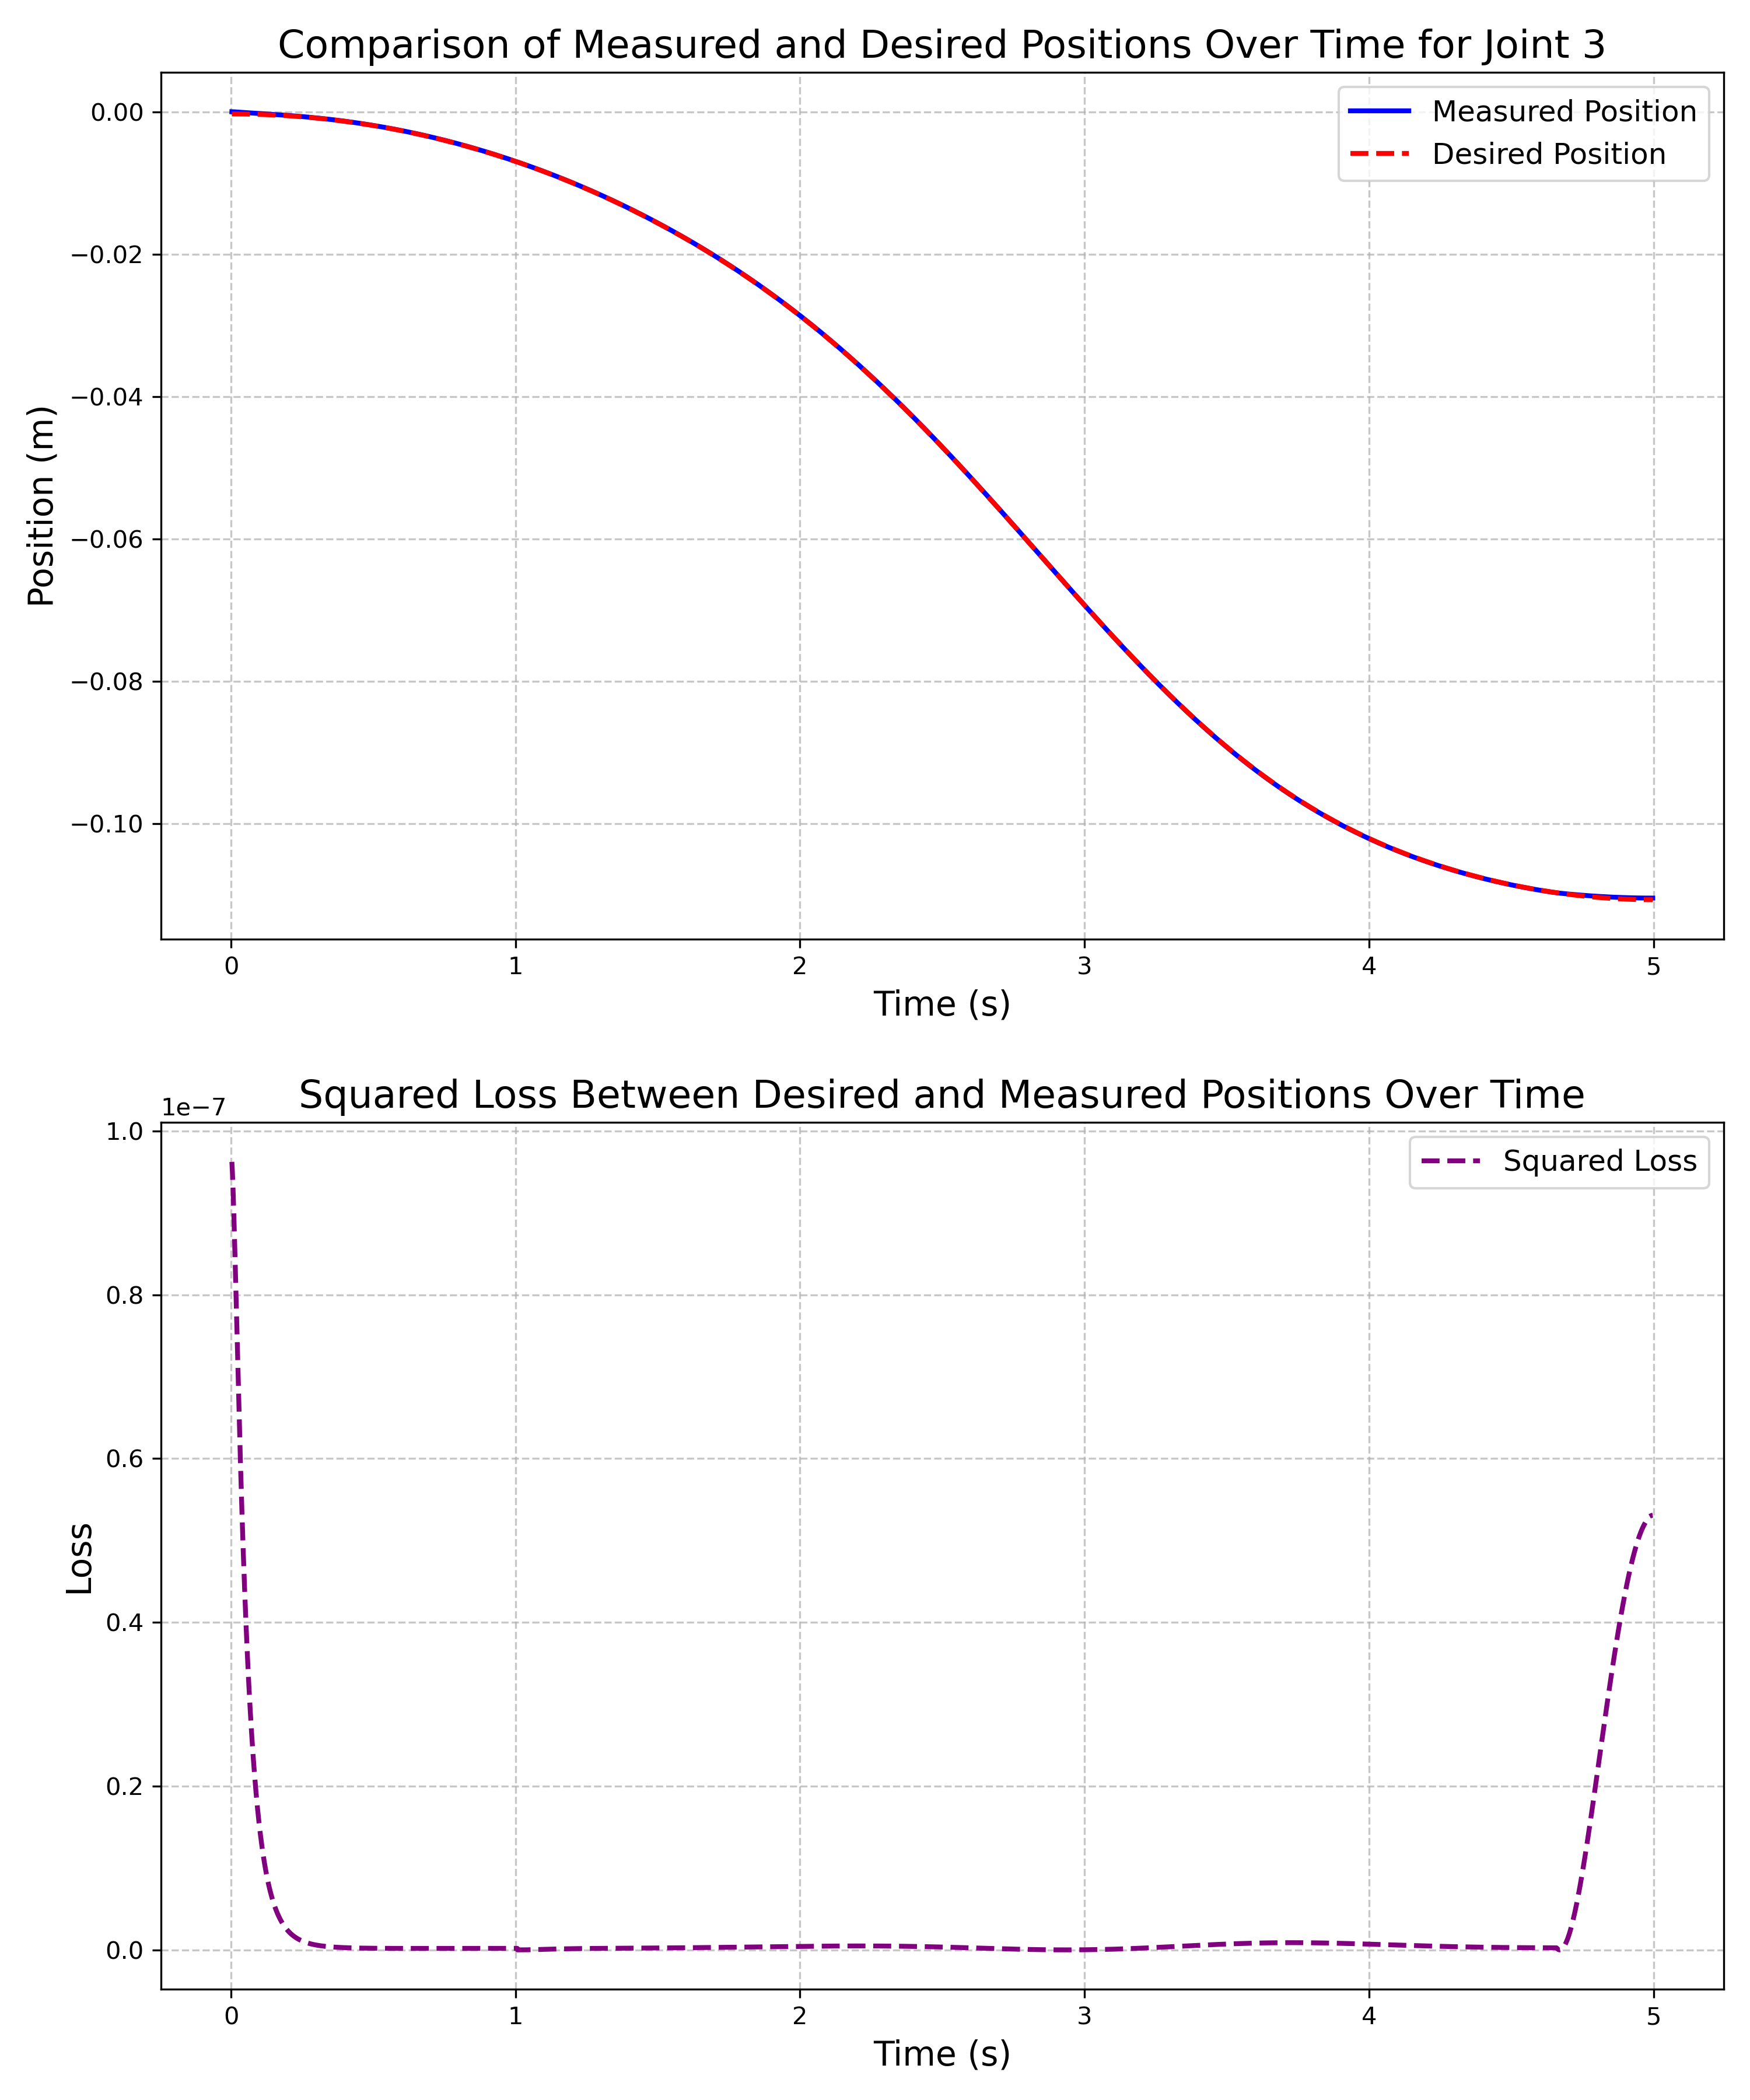 Comparison of Measured and Desired Positions Over Time for Joint 3
Measured Position
Desired Position
0.00
−0.02
−0.04
−0.06
−0.08
−0.10
Position (m)
0 1 2 3 4 5
Time (s)
Squared Loss Between Desired and Measured Positions Over Time
1e−7
Squared Loss
1.0
0.8
0.6
0.4
0.2
0.0
Loss
0 1 2 3 4 5
Time (s)